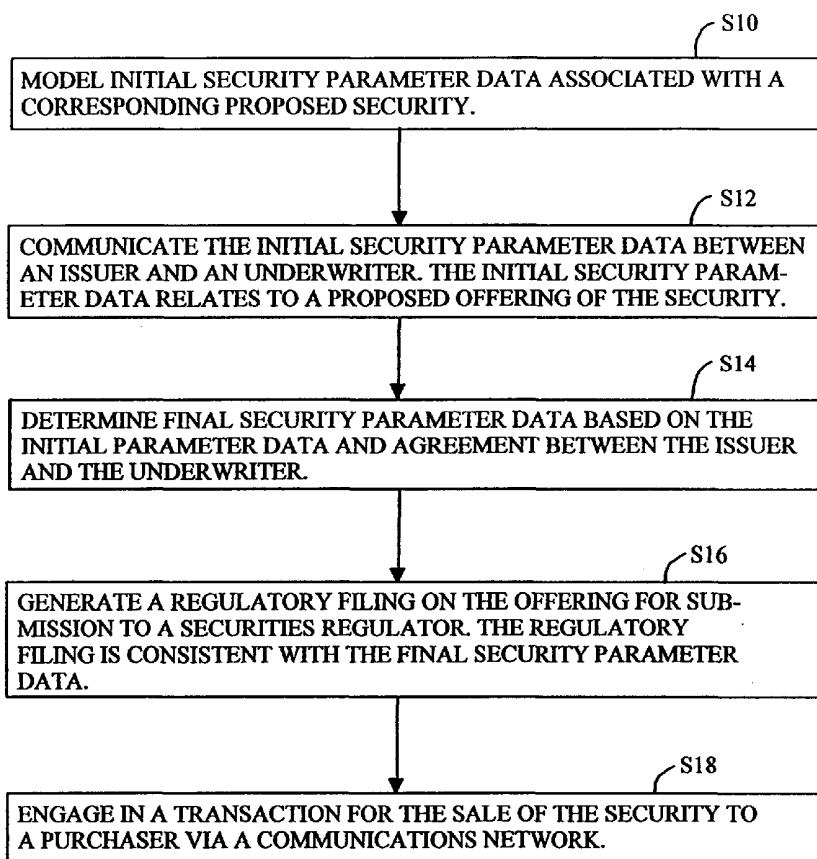 S10
MODEL INITIAL SECURITY PARAMETER DATA ASSOCIATED WITH A
CORRESPONDING PROPOSED SECURITY.
S12
COMMUNICATE THE INITIAL SECURITY PARAMETER DATA BETWEEN
AN ISSUER AND AN UNDERWRITER. THE INITIAL SECURITY PARAM-
ETER DATA RELATES TO A PROPOSED OFFERING OF THE SECURITY.
S14
DETERMINE FINAL SECURITY PARAMETER DATA BASED ON THE
INITIAL PARAMETER DATA AND AGREEMENT BETWEEN THE ISSUER
AND THE UNDERWRITER.
S16
GENERATE A REGULATORY FILING ON THE OFFERING FOR SUB-
MISSION TO A SECURITIES REGULATOR. THE REGULATORY
FILING IS CONSISTENT WITH THE FINAL SECURITY PARAMETER
DATA.
S18
ENGAGE IN A TRANSACTION FOR THE SALE OF THE SECURITY TO
A PURCHASER VIA A COMMUNICATIONS NETWORK.